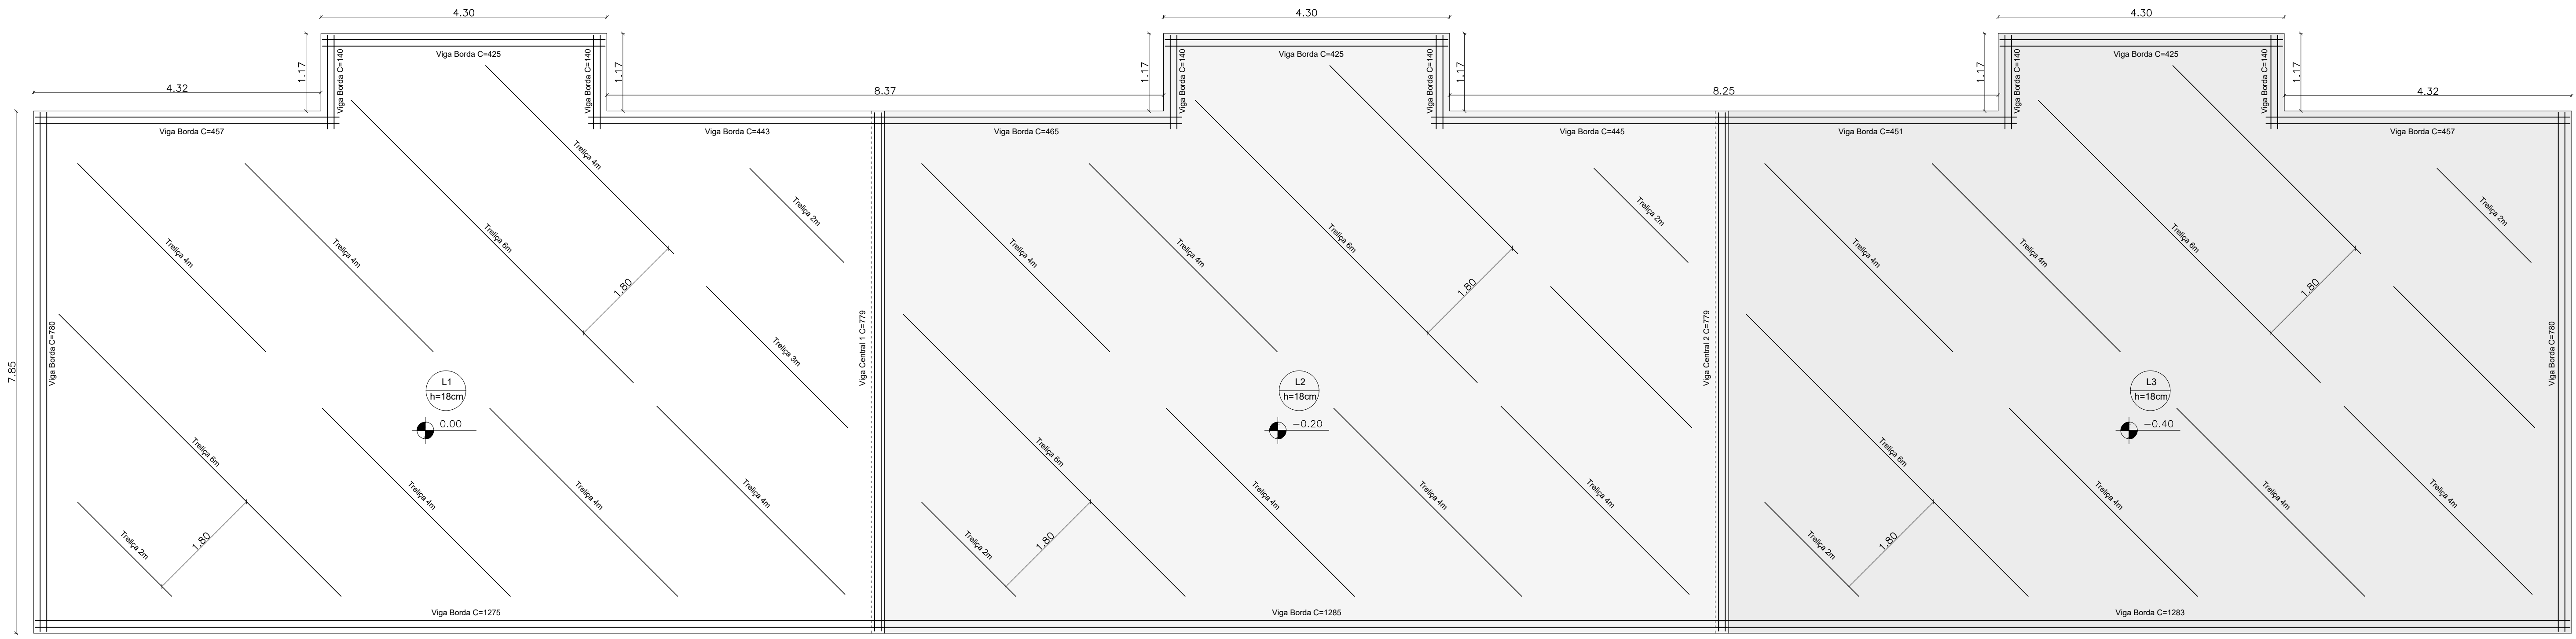 4.30
4.30
4.30
1.17
Viga Borda C=140
Viga Borda C=425
Viga Borda C=140
1.17
1.17
Viga Borda C=140
Viga Borda C=425
Viga Borda C=140
1.17
1.17
Viga Borda C=140
Viga Borda C=425
Viga Borda C=140
1.17
4.32
8.37
8.25
4.32
Viga Borda C=457
Viga Borda C=443
Viga Borda C=465
Viga Borda C=445
Viga Borda C=451
Viga Borda C=457
Treliça 4m
Treliça 2m
Treliça 2m
Treliça 2m
Treliça 4m
Treliça 4m
Treliça 6m
Treliça 4m
Treliça 4m
Treliça 6m
Treliça 4m
Treliça 4m
Treliça 6m
1.80
1.80
1.80
7.85
Viga Borda C=780
Treliça 3m
Viga Central 1 C=779
Viga Central 2 C=779
Viga Borda C=780
L1
h=18cm
0.00
L2
h=18cm
−0.20
L3
h=18cm
−0.40
Treliça 6m
Treliça 4m
Treliça 4m
Treliça 4m
Treliça 6m
Treliça 4m
Treliça 4m
Treliça 4m
Treliça 6m
Treliça 4m
Treliça 4m
Treliça 4m
Treliça 2m
1.80
Treliça 2m
1.80
Treliça 2m
1.80
Viga Borda C=1275
Viga Borda C=1285
Viga Borda C=1283